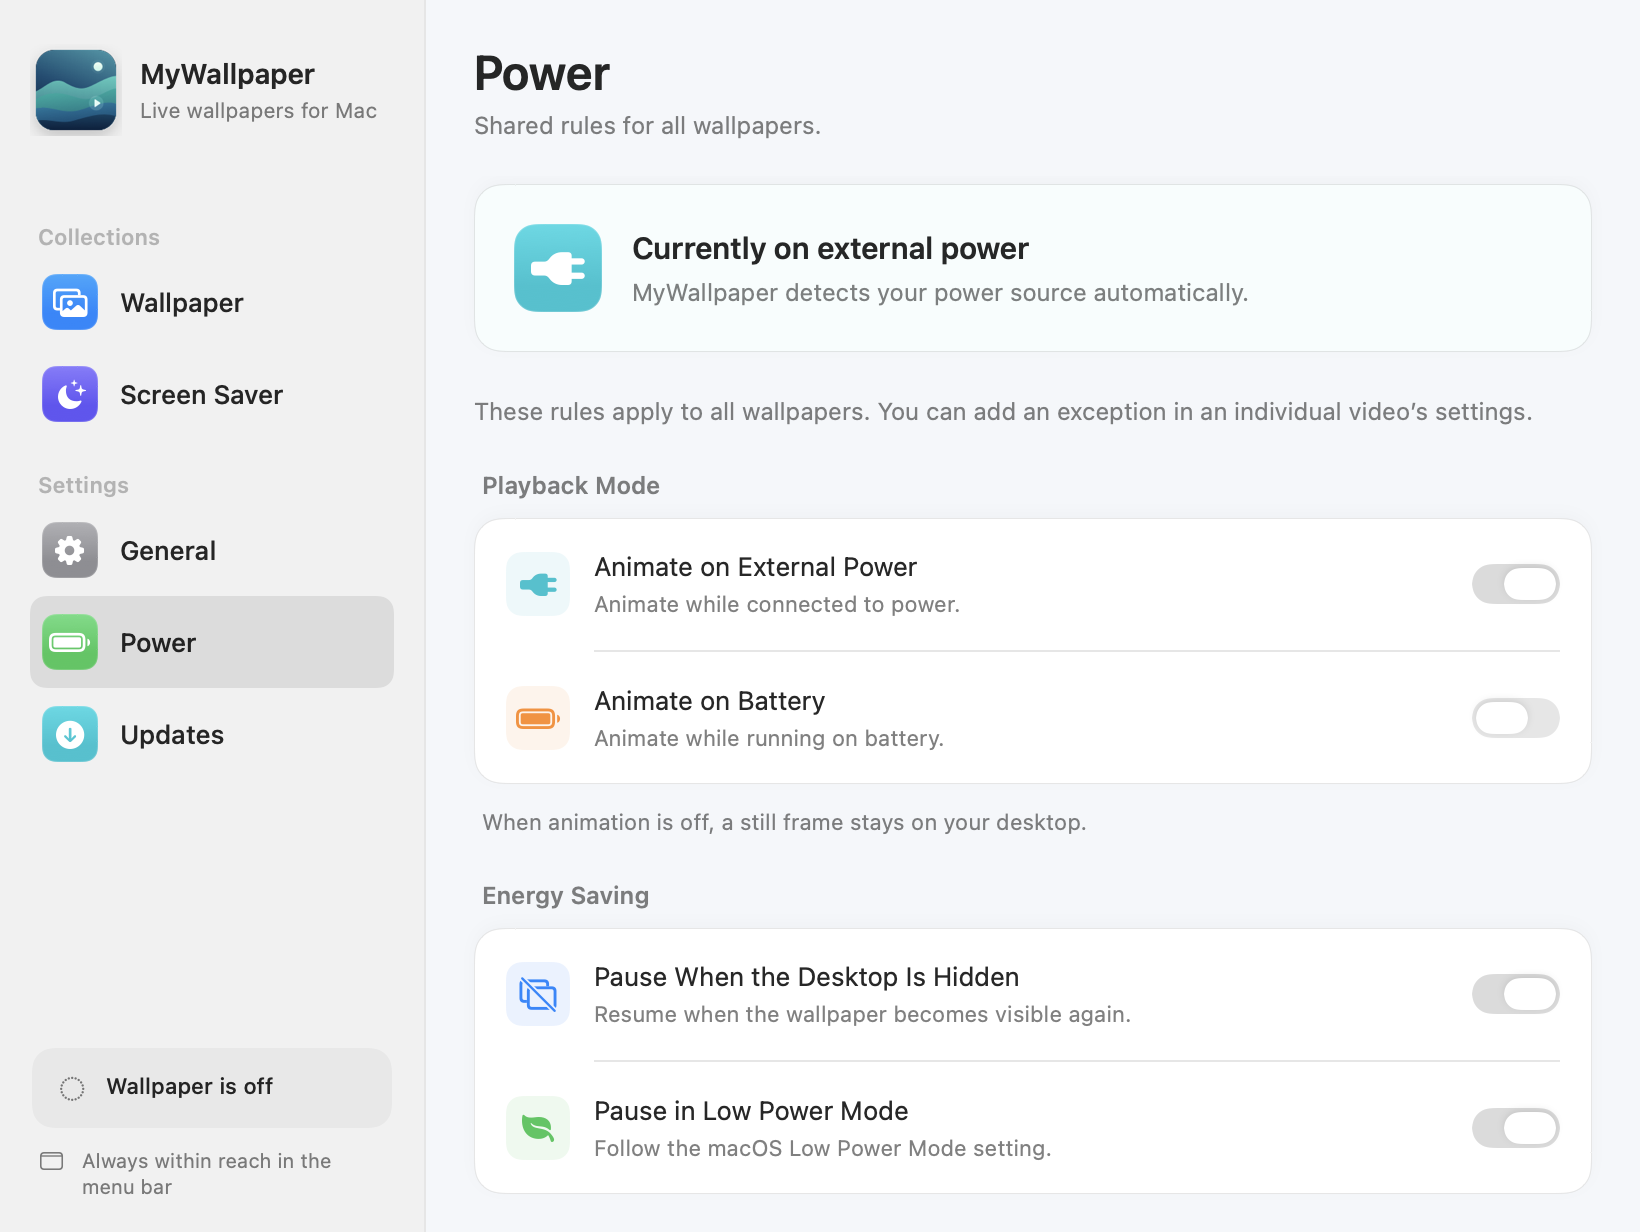 MyWallpaper
Live wallpapers for Mac
Collections
Wallpaper
Screen Saver
Settings
General
Power
Updates
Wallpaper is off
Always within reach in the
menu bar
Power
Shared rules for all wallpapers.
Currently on external power
MyWallpaper detects your power source automatically.
These rules apply to all wallpapers. You can add an exception in an individual video’s settings.
Playback Mode
Animate on External Power
Animate while connected to power.
Animate on Battery
Animate while running on battery.
When animation is off, a still frame stays on your desktop.
Energy Saving
Pause When the Desktop Is Hidden
Resume when the wallpaper becomes visible again.
Pause in Low Power Mode
Follow the macOS Low Power Mode setting.